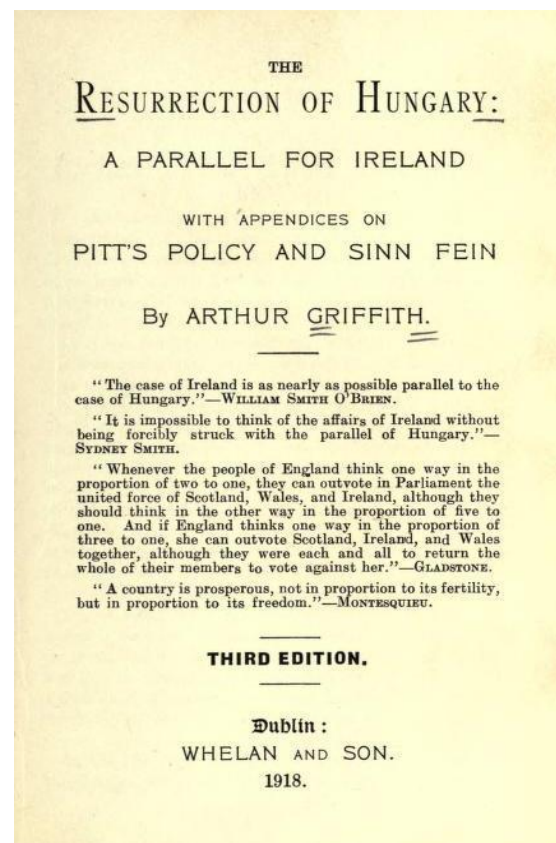 THE
RESURRECTION OF HUNGARY:
A PARALLEL FOR IRELAND
WITH APPENDICES ON
PITT'S POLICY AND SINN FEIN
By ARTHUR GRIFFITH.
"The case of Ireland is as nearly as possible parallel to the
case of Hungary."—WILLIAM SMITH O'BRIEN.
"It is impossible to think of the affairs of Ireland without
being forcibly struck with the parallel of Hungary."—
SYDNEY SMITH.
"Whenever the people of England think one way in the
proportion of two to one, they can outvote in Parliament the
united force of Scotland, Wales, and Ireland, although they
should think in the other way in the proportion of five to
one. And if England thinks one way in the proportion of
three to one, she can outvote Scotland, Ireland, and Wales
together, although they were each and all to return the
whole of their members to vote against her."—GLADSTONE.
"A country is prosperous, not in proportion to its fertility,
but in proportion to its freedom."—MONTESQUIEU.
THIRD EDITION.
Dublin:
WHELAN AND SON.
1918.